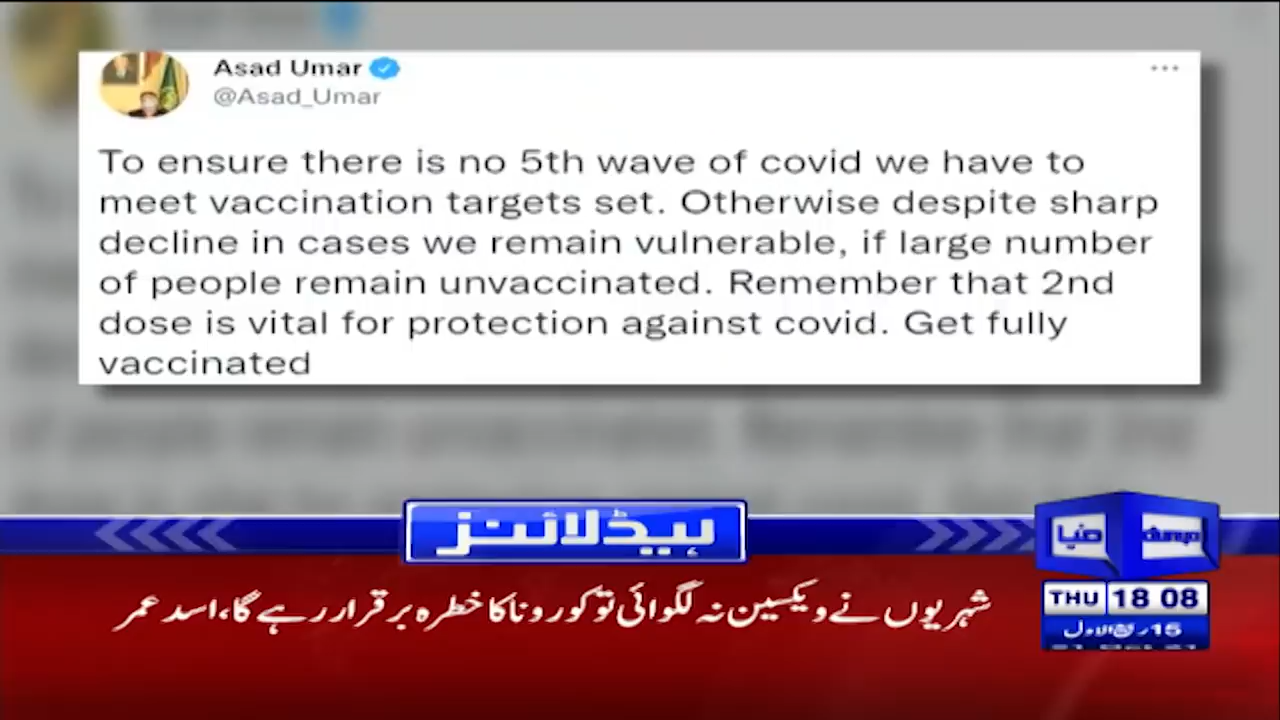 Asad Umar
@Asad_Umar
To ensure there is no 5th wave of covid we have to
meet vaccination targets set. Otherwise despite sharp
decline in cases we remain vulnerable, if large number
of people remain unvaccinated. Remember that 2nd
dose is vital for protection against covid. Get fully
vaccinated
ہیڈلائنز
دنیا
dunya
شہریوں نے ویکسین نہ لگوائی تو کورونا کا خطرہ برقرار رہے گا، اسد عمر
THU 18 08
15 ربیع الاول